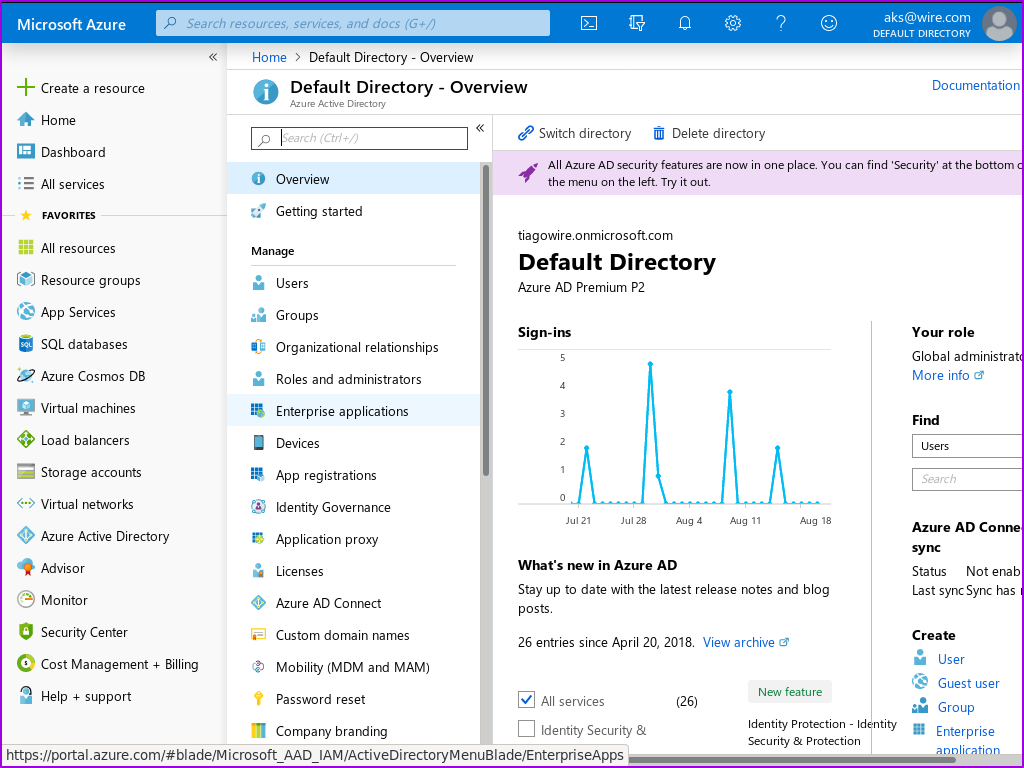 Microsoft Azure
Search resources, services, and docs (G+/)
aks@wire.com
DEFAULT DIRECTORY
«
Create a resource
Home
Dashboard
All services
FAVORITES
All resources
Resource groups
App Services
SQL databases
Azure Cosmos DB
Virtual machines
Load balancers
Storage accounts
Virtual networks
Azure Active Directory
Advisor
Monitor
Security Center
Cost Management + Billing
Help + support
Home > Default Directory - Overview
Default Directory - Overview
Azure Active Directory
Documentation
Search (Ctrl+/)
«
Overview
Getting started
Manage
Users
Groups
Organizational relationships
Roles and administrators
Enterprise applications
Devices
App registrations
Identity Governance
Application proxy
Licenses
Azure AD Connect
Custom domain names
Mobility (MDM and MAM)
Password reset
Company branding
Switch directory
Delete directory
All Azure AD security features are now in one place. You can find 'Security' at the bottom o
the menu on the left. Try it out.
tiagowire.onmicrosoft.com
Default Directory
Azure AD Premium P2
Sign-ins
5
4
3
2
1
0
Jul 21 Jul 28 Aug 4 Aug 11 Aug 18
What's new in Azure AD
Stay up to date with the latest release notes and blog
posts.
26 entries since April 20, 2018. View archive
All services (26)
Identity Security &
New feature
Identity Protection - Identity
Security & Protection
Your role
Global administrato
More info
Find
Users
Search
Azure AD Conne
sync
Status Not enab
Last sync Sync has
Create
User
Guest user
Group
Enterprise
application
https://portal.azure.com/#blade/Microsoft_AAD_IAM/ActiveDirectoryMenuBlade/EnterpriseApps